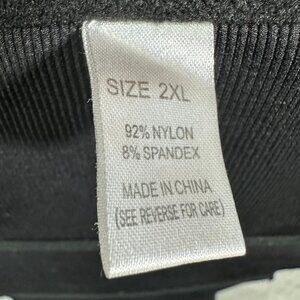 SIZE 2XL
92% NYLON
8% SPANDEX
MADE IN CHINA
(SEE REVERSE FOR CARE)